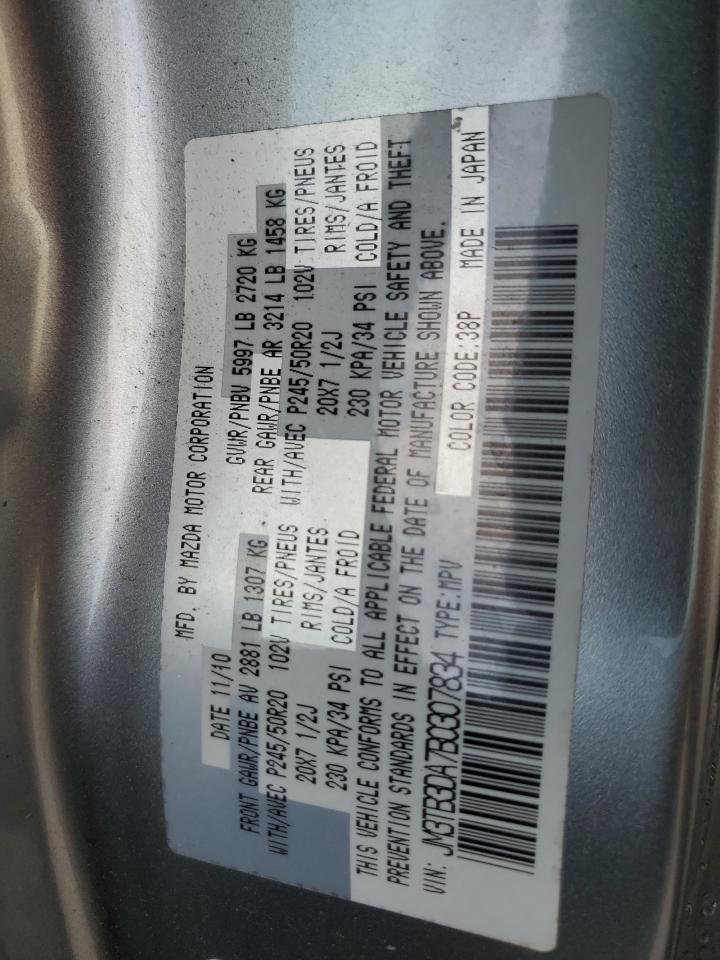 MFD. BY MAZDA MOTOR CORPORATION
DATE 11/10 GVWR/PNBV 5997 LB 2720 KG
FRONT GAWR/PNBE AV 2881 LB 1307 KG REAR GAWR/PNBE AR 3214 LB 1458 KG
WITH/AVEC P245/50R20 102V TIRES/PNEUS WITH/AVEC P245/50R20 102V TIRES/PNEUS
20X7 1/2J RIMS/JANTES 20X7 1/2J RIMS/JANTES
230 KPA/34 PSI COLD/A FROID 230 KPA/34 PSI COLD/A FROID
THIS VEHICLE CONFORMS TO ALL APPLICABLE FEDERAL MOTOR VEHICLE SAFETY AND THEFT
PREVENTION STANDARDS IN EFFECT ON THE DATE OF MANUFACTURE SHOWN ABOVE.
VIN: JM3TB3DA7B0307834 TYPE:MPV COLOR CODE:38P MADE IN JAPAN